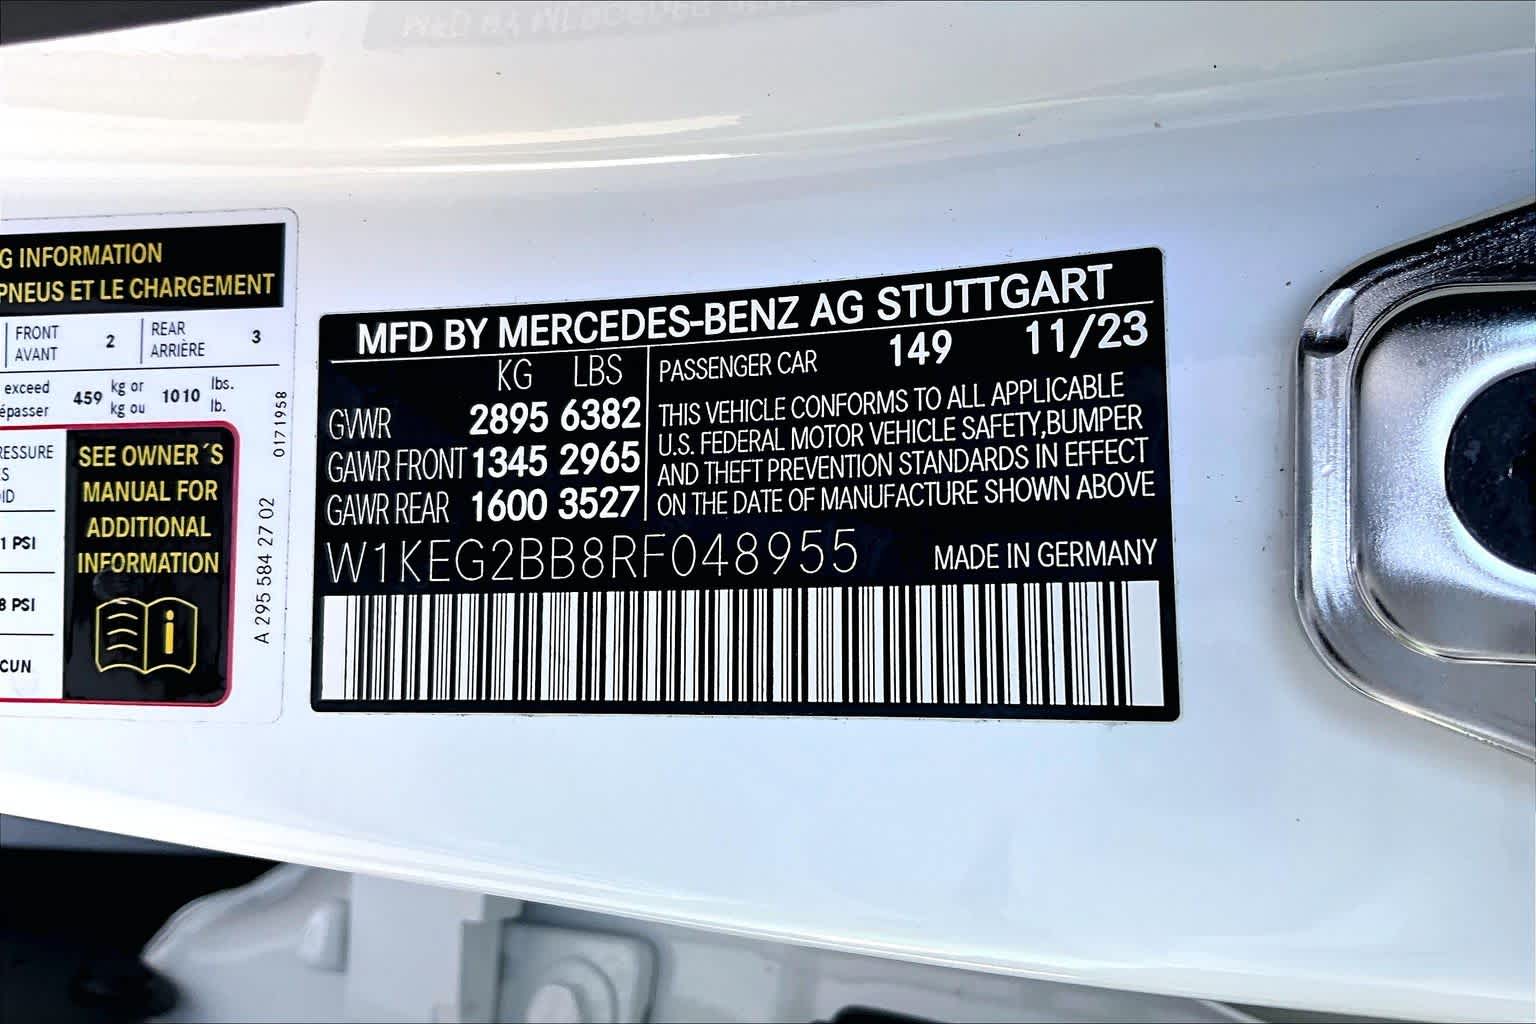 G INFORMATION
PNEUS ET LE CHARGEMENT
FRONT
AVANT
2
REAR
ARRIÈRE
3
exceed
épasser
459
kg or
kg ou
1010
lbs.
lb.
0171958
A 295 584 27 02
RESSURE
ES
OID
1 PSI
8 PSI
CUN
SEE OWNER´S
MANUAL FOR
ADDITIONAL
INFORMATION
MFD BY MERCEDES-BENZ AG STUTTGART
KG LBS
GVWR 2895 6382
GAWR FRONT 1345 2965
GAWR REAR 1600 3527
PASSENGER CAR 149 11/23
THIS VEHICLE CONFORMS TO ALL APPLICABLE
U.S. FEDERAL MOTOR VEHICLE SAFETY,BUMPER
AND THEFT PREVENTION STANDARDS IN EFFECT
ON THE DATE OF MANUFACTURE SHOWN ABOVE
W1KEG2BB8RF048955
MADE IN GERMANY